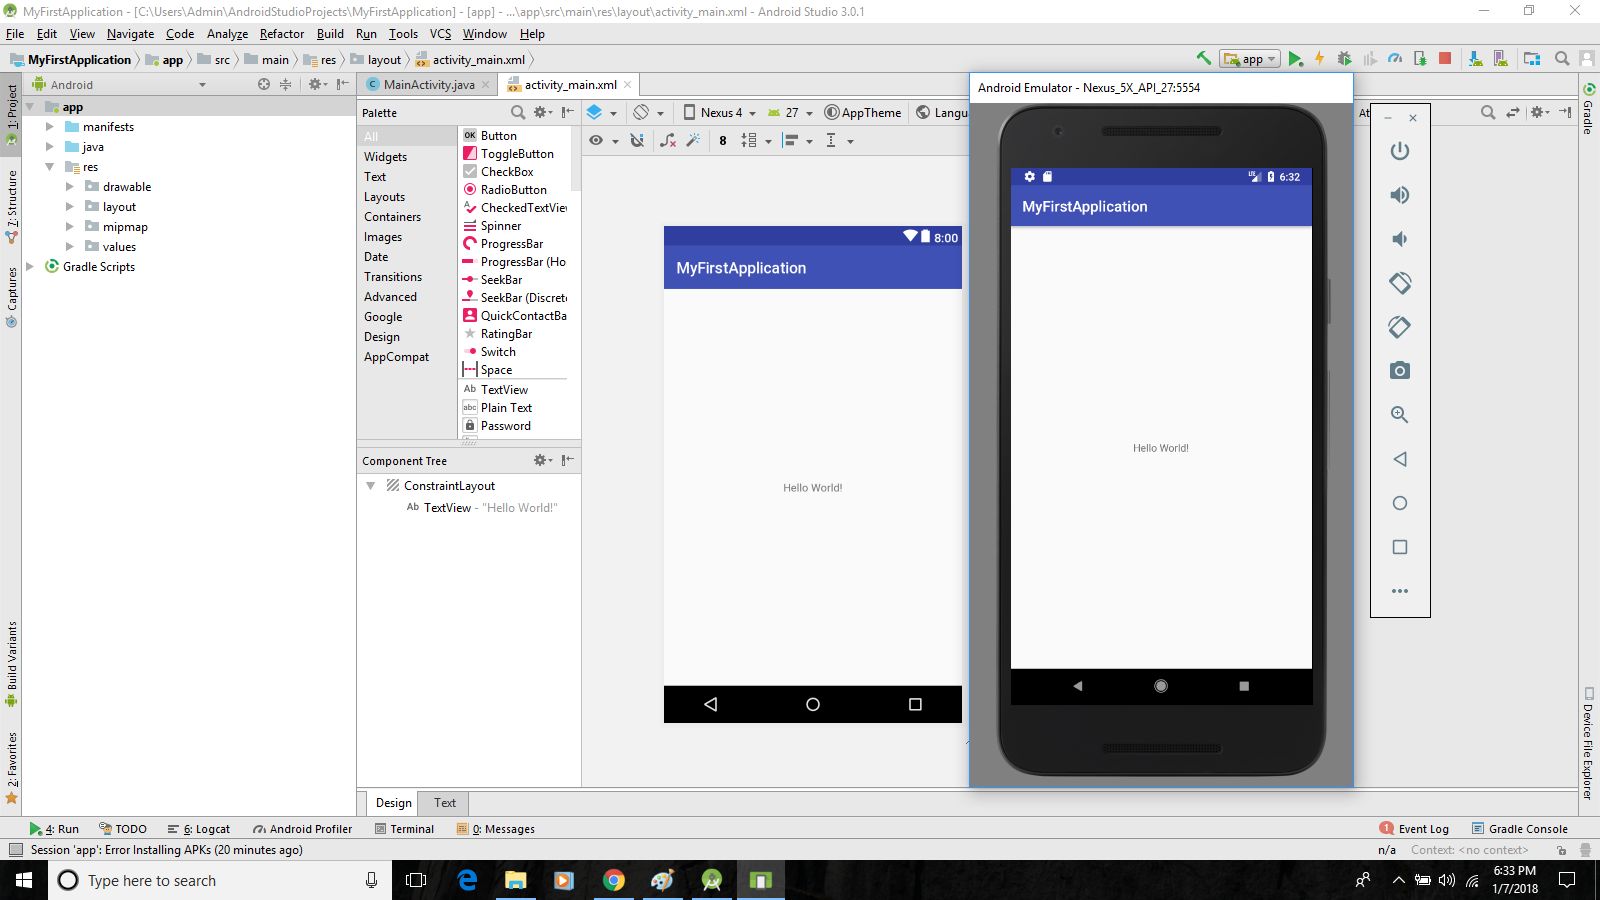 MyFirstApplication - [C:\Users\Admin\AndroidStudioProjects\MyFirstApplication] - [app] - ...\app\src\main\res\layout\activity_main.xml - Android Studio 3.0.1
File Edit View Navigate Code Analyze Refactor Build Run Tools VCS Window Help
MyFirstApplication app src main res layout activity_main.xml
app
Android
MainActivity.java
activity_main.xml
1: Project
7: Structure
Captures
Build Variants
2: Favorites
app
manifests
java
res
drawable
layout
mipmap
values
Gradle Scripts
Palette
All
Widgets
Text
Layouts
Containers
Images
Date
Transitions
Advanced
Google
Design
AppCompat
OK Button
ToggleButton
CheckBox
RadioButton
CheckedTextVie
Spinner
ProgressBar
ProgressBar (Ho
SeekBar
SeekBar (Discrete
QuickContactBa
RatingBar
Switch
Space
Ab TextView
abc Plain Text
Password
Component Tree
ConstraintLayout
Ab TextView - "Hello World!"
Nexus 4 27 AppTheme Langu
8
8:00
MyFirstApplication
Hello World!
Android Emulator - Nexus_5X_API_27:5554
LTE 6:32
MyFirstApplication
Hello World!
At
Gradle
Device File Explorer
Design Text
4: Run TODO 6: Logcat Android Profiler Terminal 0: Messages
1 Event Log Gradle Console
Session 'app': Error Installing APKs (20 minutes ago)
n/a Context: <no context>
Type here to search
6:33 PM
1/7/2018